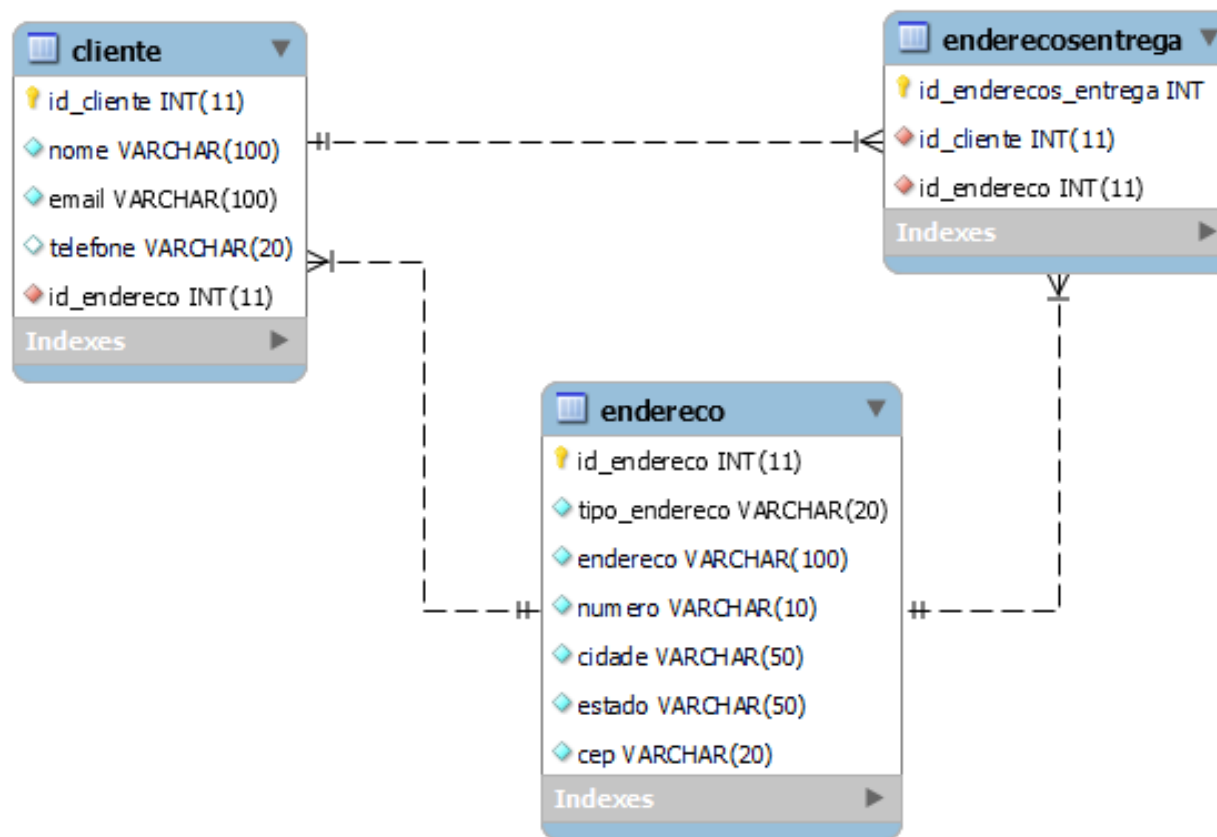 cliente
id_cliente INT(11)
nome VARCHAR(100)
email VARCHAR(100)
telefone VARCHAR(20)
id_endereco INT(11)
Indexes
enderecosentrega
id_enderecos_entrega INT
id_cliente INT(11)
id_endereco INT(11)
Indexes
endereco
id_endereco INT(11)
tipo_endereco VARCHAR(20)
endereco VARCHAR(100)
numero VARCHAR(10)
cidade VARCHAR(50)
estado VARCHAR(50)
cep VARCHAR(20)
Indexes